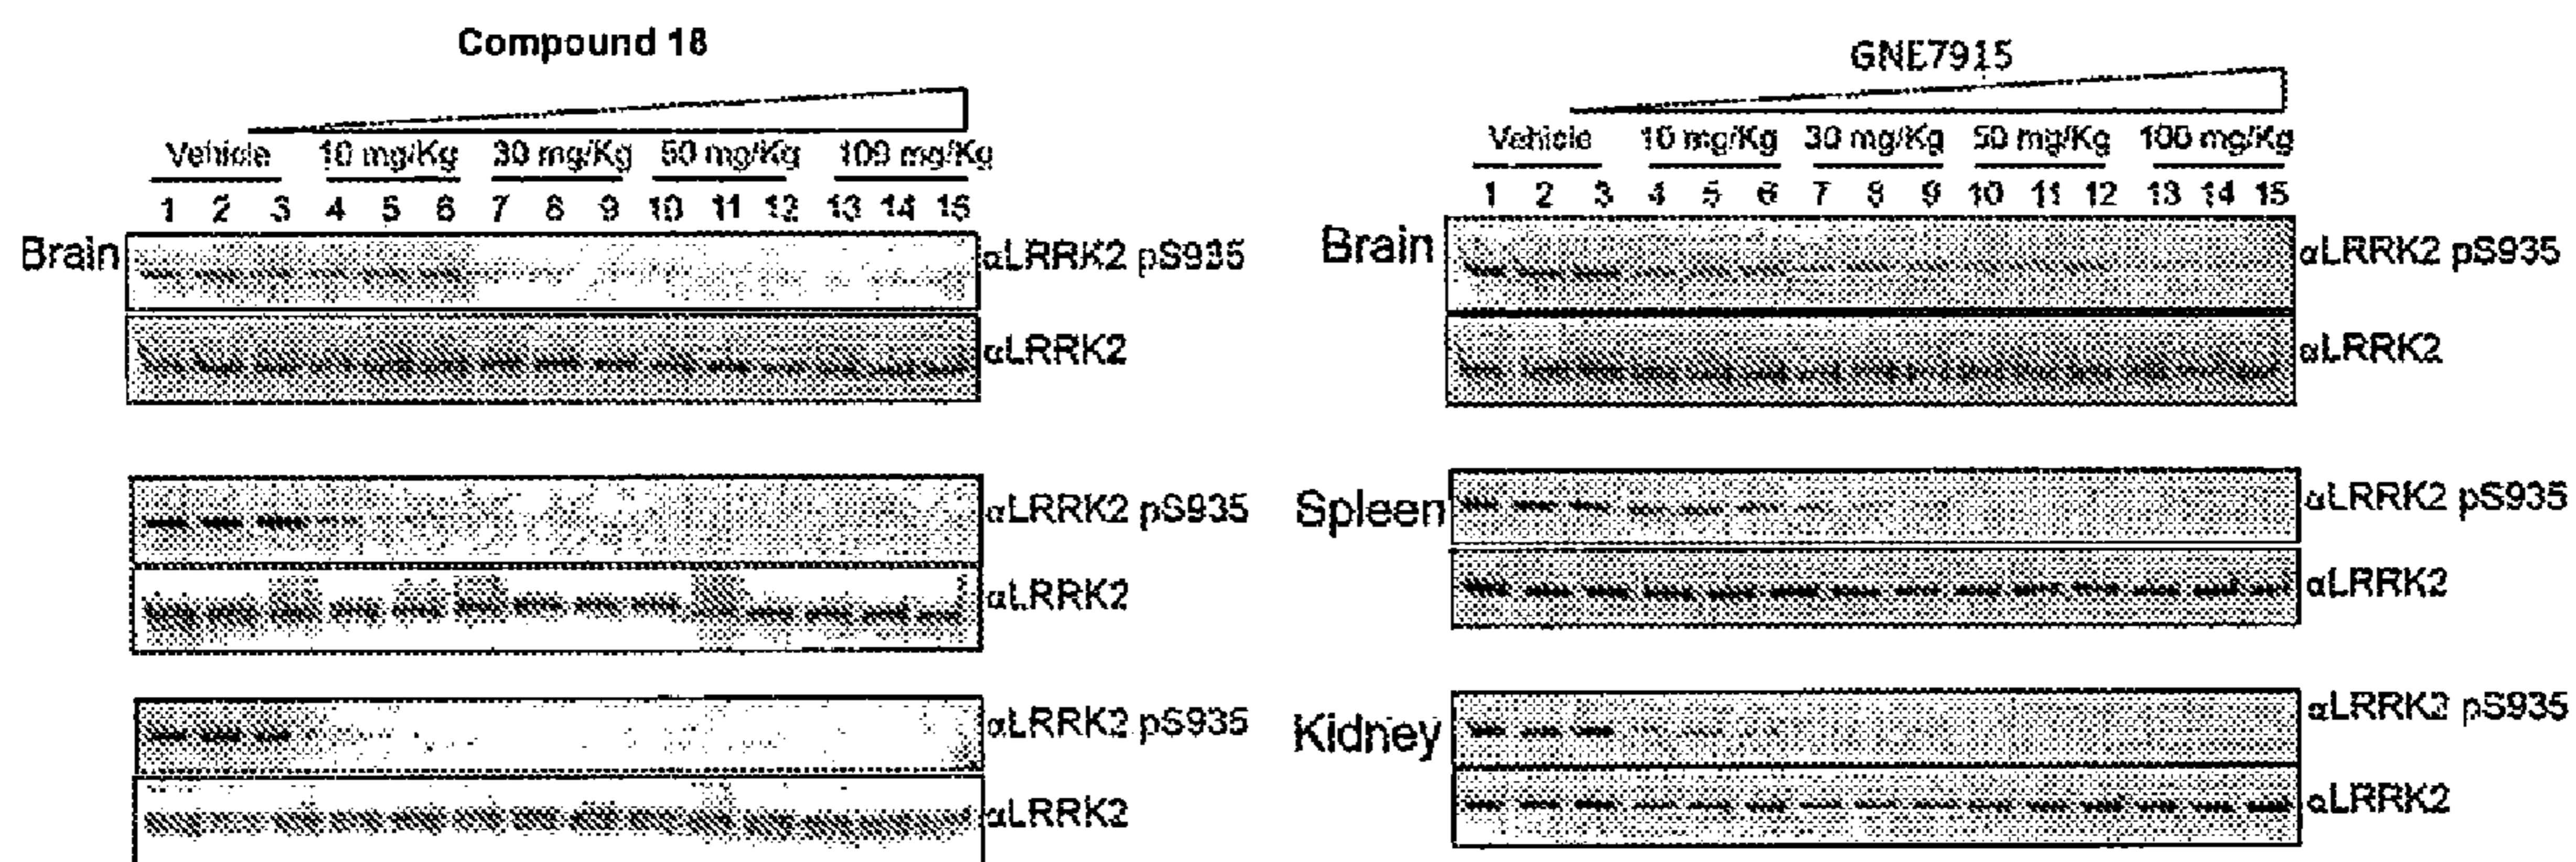 Compound 18
Vehicle 10 mg/Kg 30 mg/Kg 50 mg/Kg 100 mg/Kg
1 2 3 4 5 6 7 8 9 10 11 12 13 14 15
Brain
αLRRK2 pS935
αLRRK2
αLRRK2 pS935
αLRRK2
αLRRK2 pS935
αLRRK2
GNE7915
Vehicle 10 mg/Kg 30 mg/Kg 50 mg/Kg 100 mg/Kg
1 2 3 4 5 6 7 8 9 10 11 12 13 14 15
Brain
αLRRK2 pS935
αLRRK2
Spleen
αLRRK2 pS935
αLRRK2
Kidney
αLRRK2 pS935
αLRRK2